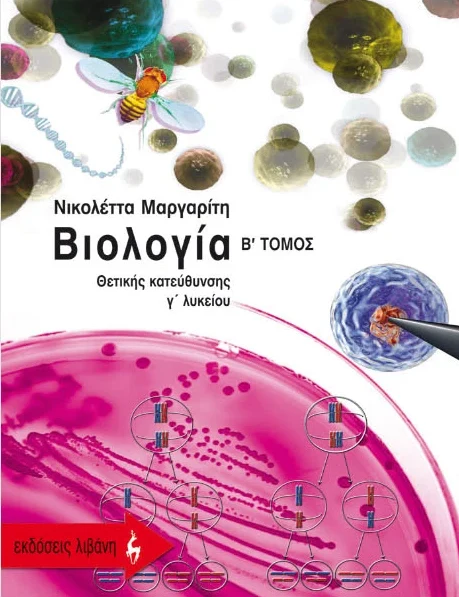 Νικολέττα Μαργαρίτη
Βιολογία Β' ΤΟΜΟΣ
Θετικής κατεύθυνσης
γ΄ λυκείου
εκδόσεις λιβάνη